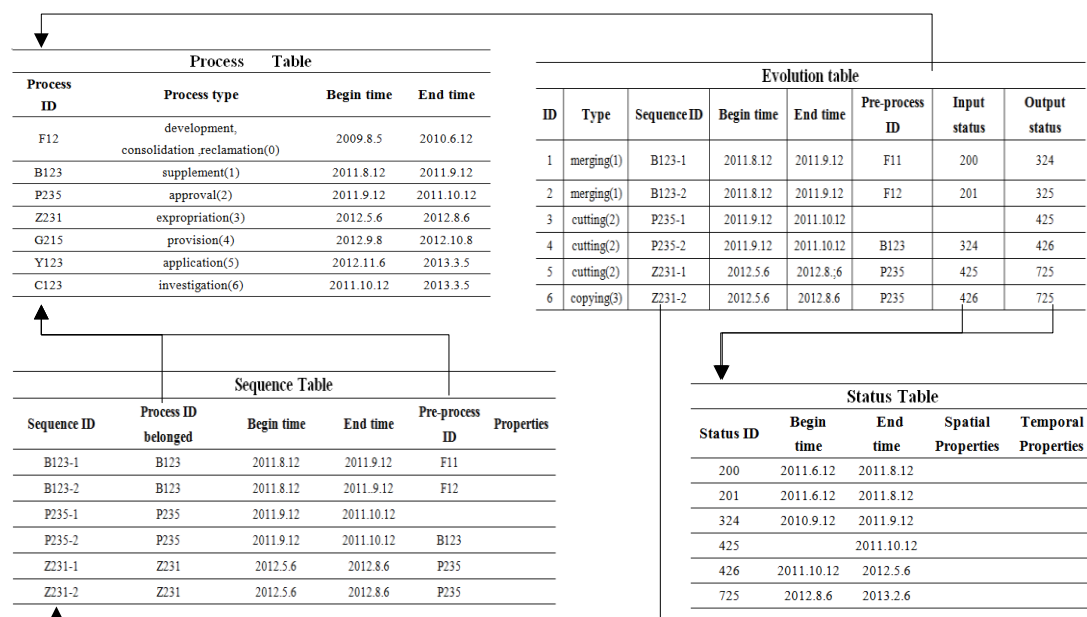 Process Table
Process ID Process type Begin time End time
F12 development, consolidation ,reclamation(0) 2009.8.5 2010.6.12
B123 supplement(1) 2011.8.12 2011.9.12
P235 approval(2) 2011.9.12 2011.10.12
Z231 expropriation(3) 2012.5.6 2012.8.6
G215 provision(4) 2012.9.8 2012.10.8
Y123 application(5) 2012.11.6 2013.3.5
C123 investigation(6) 2011.10.12 2013.3.5
Evolution table
ID Type Sequence ID Begin time End time Pre-process ID Input status Output status
1 merging(1) B123-1 2011.8.12 2011.9.12 F11 200 324
2 merging(1) B123-2 2011.8.12 2011.9.12 F12 201 325
3 cutting(2) P235-1 2011.9.12 2011.10.12 425
4 cutting(2) P235-2 2011.9.12 2011.10.12 B123 324 426
5 cutting(2) Z231-1 2012.5.6 2012.8.;6 P235 425 725
6 copying(3) Z231-2 2012.5.6 2012.8.6 P235 426 725
Sequence Table
Sequence ID Process ID belonged Begin time End time Pre-process ID Properties
B123-1 B123 2011.8.12 2011.9.12 F11
B123-2 B123 2011.8.12 2011..9.12 F12
P235-1 P235 2011.9.12 2011.10.12
P235-2 P235 2011.9.12 2011.10.12 B123
Z231-1 Z231 2012.5.6 2012.8.6 P235
Z231-2 Z231 2012.5.6 2012.8.6 P235
Status Table
Status ID Begin time End time Spatial Properties Temporal Properties
200 2011.6.12 2011.8.12
201 2011.6.12 2011.8.12
324 2010.9.12 2011.9.12
425 2011.10.12
426 2011.10.12 2012.5.6
725 2012.8.6 2013.2.6